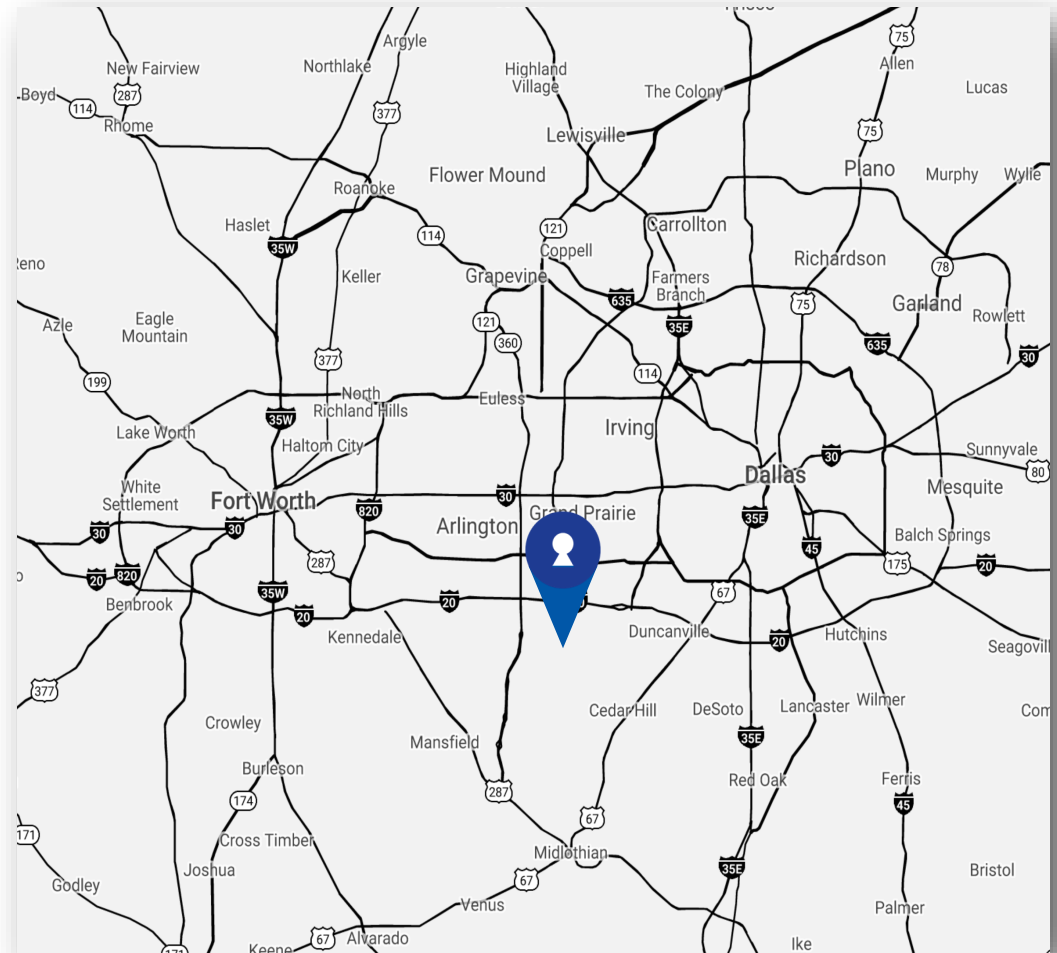 Argyle
75
New Fairview
Northlake
Highland
Village
Allen
Boyd
287
The Colony
Lucas
114
377
Rhome
Lewisville
75
Roanoke
Flower Mound
Plano
Murphy
Wylie
Haslet
35W
114
121
Carrollton
Coppell
Richardson
78
Keller
Grapevine
635
Farmers
Branch
75
Garland
Rowlett
Azle
Eagle
Mountain
121
360
35E
635
30
377
114
199
North
Richland Hills
Euless
35W
Irving
Lake Worth
Haltom City
30
Sunnyvale
80
White
Settlement
Fort Worth
820
30
Dallas
Mesquite
Arlington
Grand Prairie
35E
30
30
45
Balch Springs
287
175
20
820
20
35W
67
Benbrook
20
20
Kennedale
Duncanville
20
Hutchins
377
Crowley
Cedar Hill
DeSoto
Lancaster
Wilmer
Mansfield
35E
Burleson
Red Oak
Ferris
174
287
45
171
Cross Timber
67
Midlothian
Joshua
35E
Godley
67
Bristol
Venus
Palmer
67
Alvarado
Ike
Keene
171